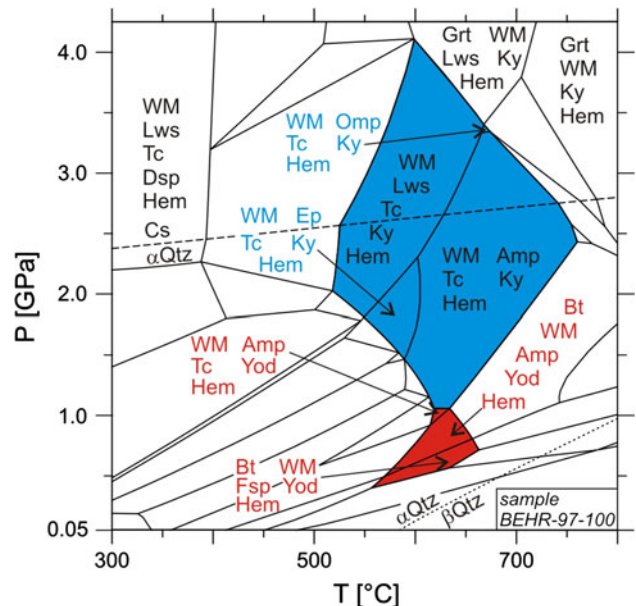 4.0
3.0
2.0
1.0
0.05
P [GPa]
300
500
700
T [°C]
WM
Lws
Tc
Dsp
Hem
Cs
αQtz
WM Omp
Tc Ky
Hem
WM Ep
Tc Ky
Hem
Grt WM
Lws Ky
Hem
Grt
WM
Ky
Hem
WM
Lws
Tc
Ky
Hem
WM Amp
Tc Ky
Hem
WM Amp
Tc Yod
Hem
Bt
WM
Amp
Yod
Hem
Bt WM
Fsp Yod
Hem
αQtz
βQtz
sample
BEHR-97-100